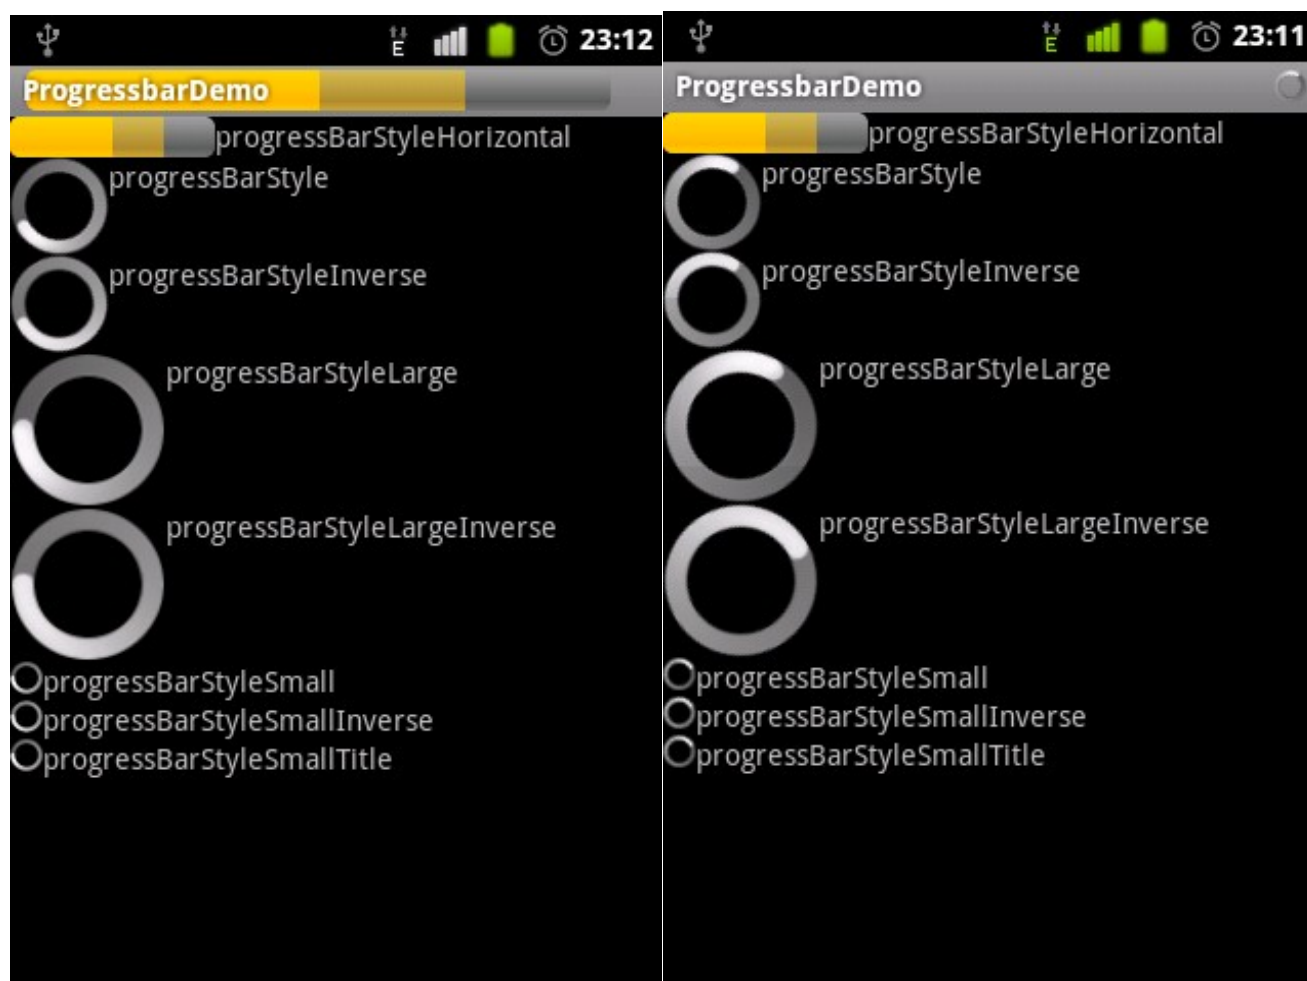 E 23:12
ProgressbarDemo
progressBarStyleHorizontal
progressBarStyle
progressBarStyleInverse
progressBarStyleLarge
progressBarStyleLargeInverse
progressBarStyleSmall
progressBarStyleSmallInverse
progressBarStyleSmallTitle
E 23:11
ProgressbarDemo
progressBarStyleHorizontal
progressBarStyle
progressBarStyleInverse
progressBarStyleLarge
progressBarStyleLargeInverse
progressBarStyleSmall
progressBarStyleSmallInverse
progressBarStyleSmallTitle